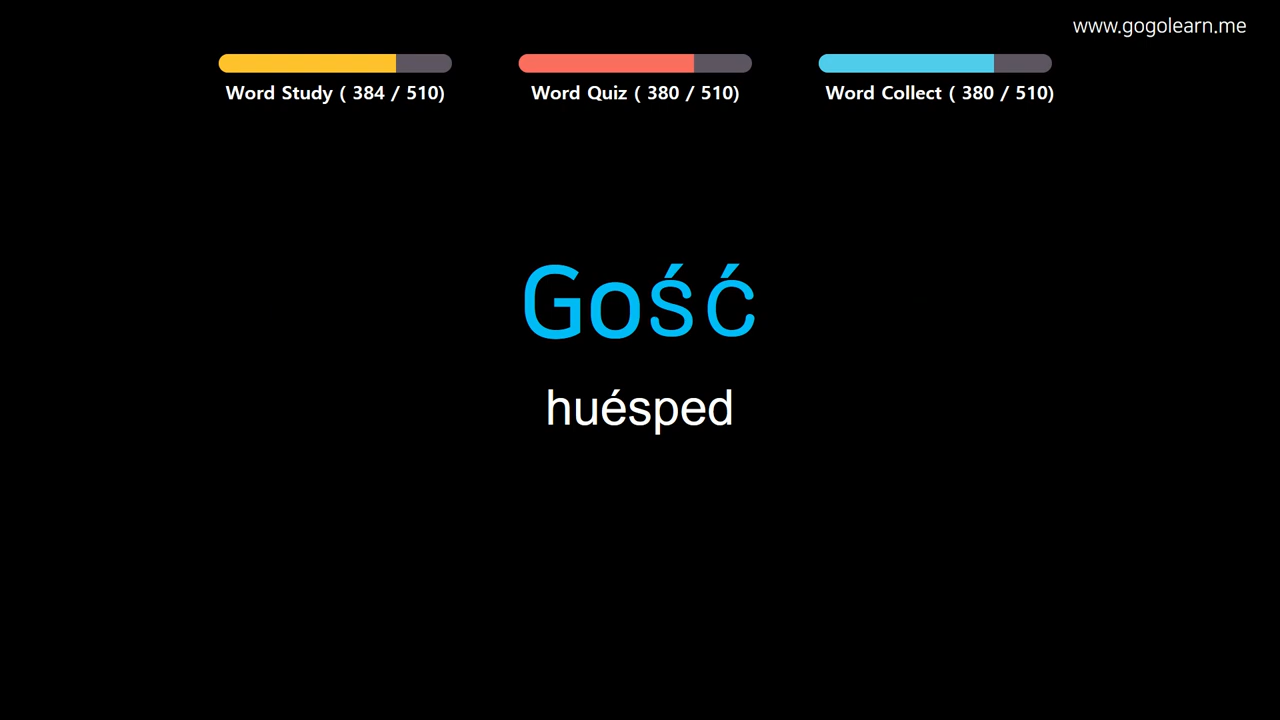 www.gogolearn.me
Word Study ( 384 / 510)
Word Quiz ( 380 / 510)
Word Collect ( 380 / 510)
Gość
huésped